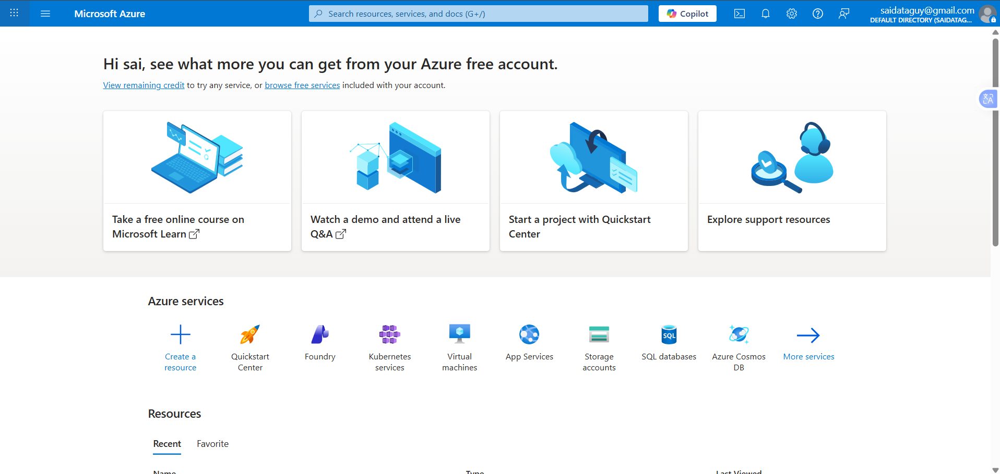 Microsoft Azure
Search resources, services, and docs (G+/)
Copilot
saidataguy@gmail.com
DEFAULT DIRECTORY (SAIDATAG...
Hi sai, see what more you can get from your Azure free account.
View remaining credit to try any service, or browse free services included with your account.
Take a free online course on
Microsoft Learn
Watch a demo and attend a live
Q&A
Start a project with Quickstart
Center
Explore support resources
Azure services
Create a
resource
Quickstart
Center
Foundry
Kubernetes
services
Virtual
machines
App Services
Storage
accounts
SQL
SQL databases
Azure Cosmos
DB
More services
Resources
Recent
Favorite
Name
Type
Last Viewed